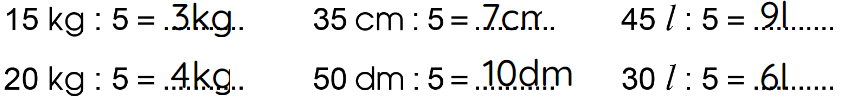 15 kg : 5 = ..3kg.. 35 cm : 5 = ..7cm.. 45 l : 5 = ..9l........
20 kg : 5 = ..4kg.. 50 dm : 5 = ..10dm 30 l : 5 = ..6l........